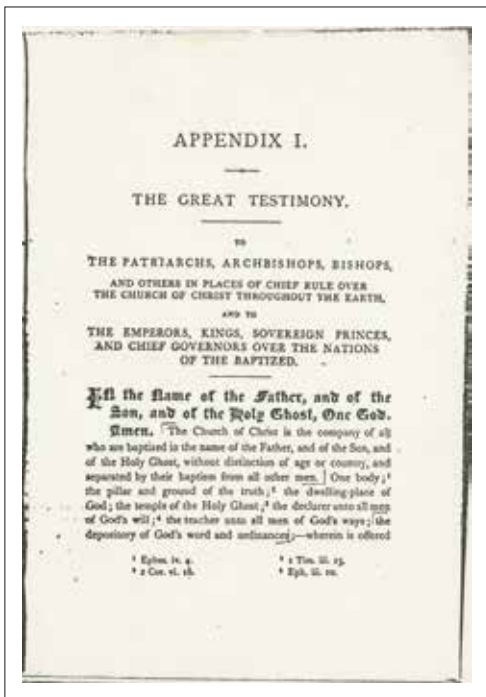 APPENDIX I.
THE GREAT TESTIMONY.
TO
THE PATRIARCHS, ARCHBISHOPS, BISHOPS,
AND OTHERS IN PLACES OF CHIEF RULE OVER
THE CHURCH OF CHRIST THROUGHOUT THE EARTH,
AND TO
THE EMPERORS, KINGS, SOVEREIGN PRINCES,
AND CHIEF GOVERNORS OVER THE NATIONS
OF THE BAPTIZED.
In the Name of the Father, and of the
Son, and of the Holy Ghost, One God.
Amen. The Church of Christ is the company of all
who are baptized in the name of the Father, and of the Son, and
of the Holy Ghost, without distinction of age or country, and
separated by their baptism from all other men. One body;¹
the pillar and ground of the truth;² the dwelling-place of
God; the temple of the Holy Ghost;³ the declarer unto all men
of God's will;⁴ the teacher unto all men of God's ways; the
depository of God's word and ordinances;—wherein is offered
¹ Ephes. iv. 4. ² 1 Tim. iii. 15.
³ 2 Cor. vi. 16. ⁴ Eph. iii. 10.